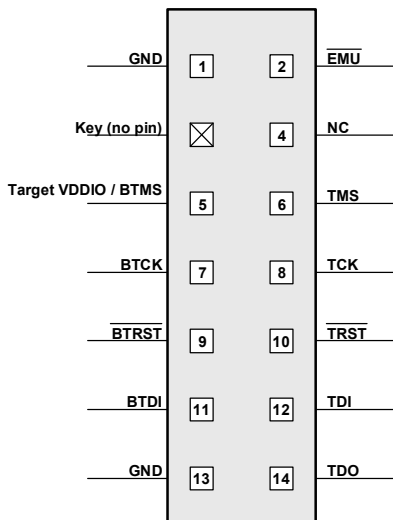 GND 1 2 EMU
Key (no pin) 4 NC
Target VDDIO / BTMS 5 6 TMS
BTCK 7 8 TCK
BTRST 9 10 TRST
BTDI 11 12 TDI
GND 13 14 TDO